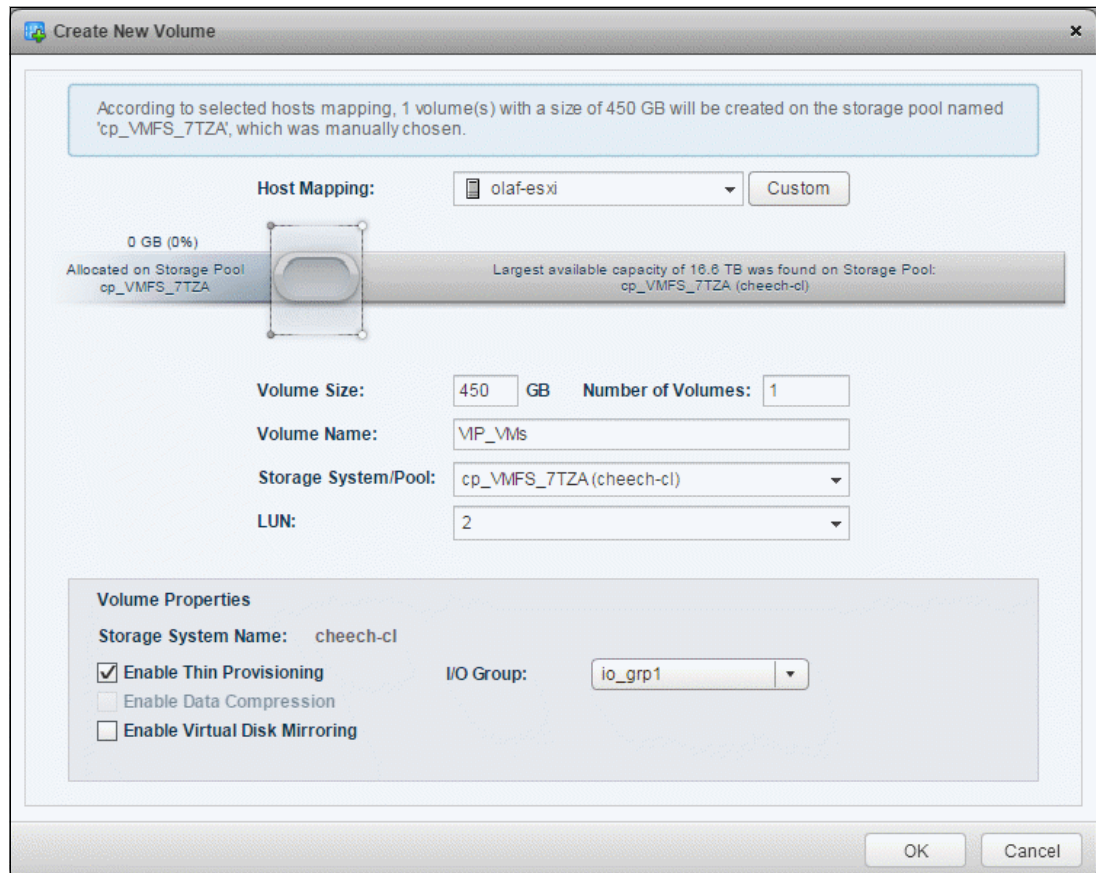 Create New Volume
According to selected hosts mapping, 1 volume(s) with a size of 450 GB will be created on the storage pool named
'cp_VMFS_7TZA', which was manually chosen.
Host Mapping: olaf-esxi Custom
0 GB (0%)
Allocated on Storage Pool
cp_VMFS_7TZA
Largest available capacity of 16.6 TB was found on Storage Pool:
cp_VMFS_7TZA (cheech-cl)
Volume Size: 450 GB Number of Volumes: 1
Volume Name: VIP_VMs
Storage System/Pool: cp_VMFS_7TZA (cheech-cl)
LUN: 2
Volume Properties
Storage System Name: cheech-cl
Enable Thin Provisioning I/O Group: io_grp1
Enable Data Compression
Enable Virtual Disk Mirroring
OK Cancel